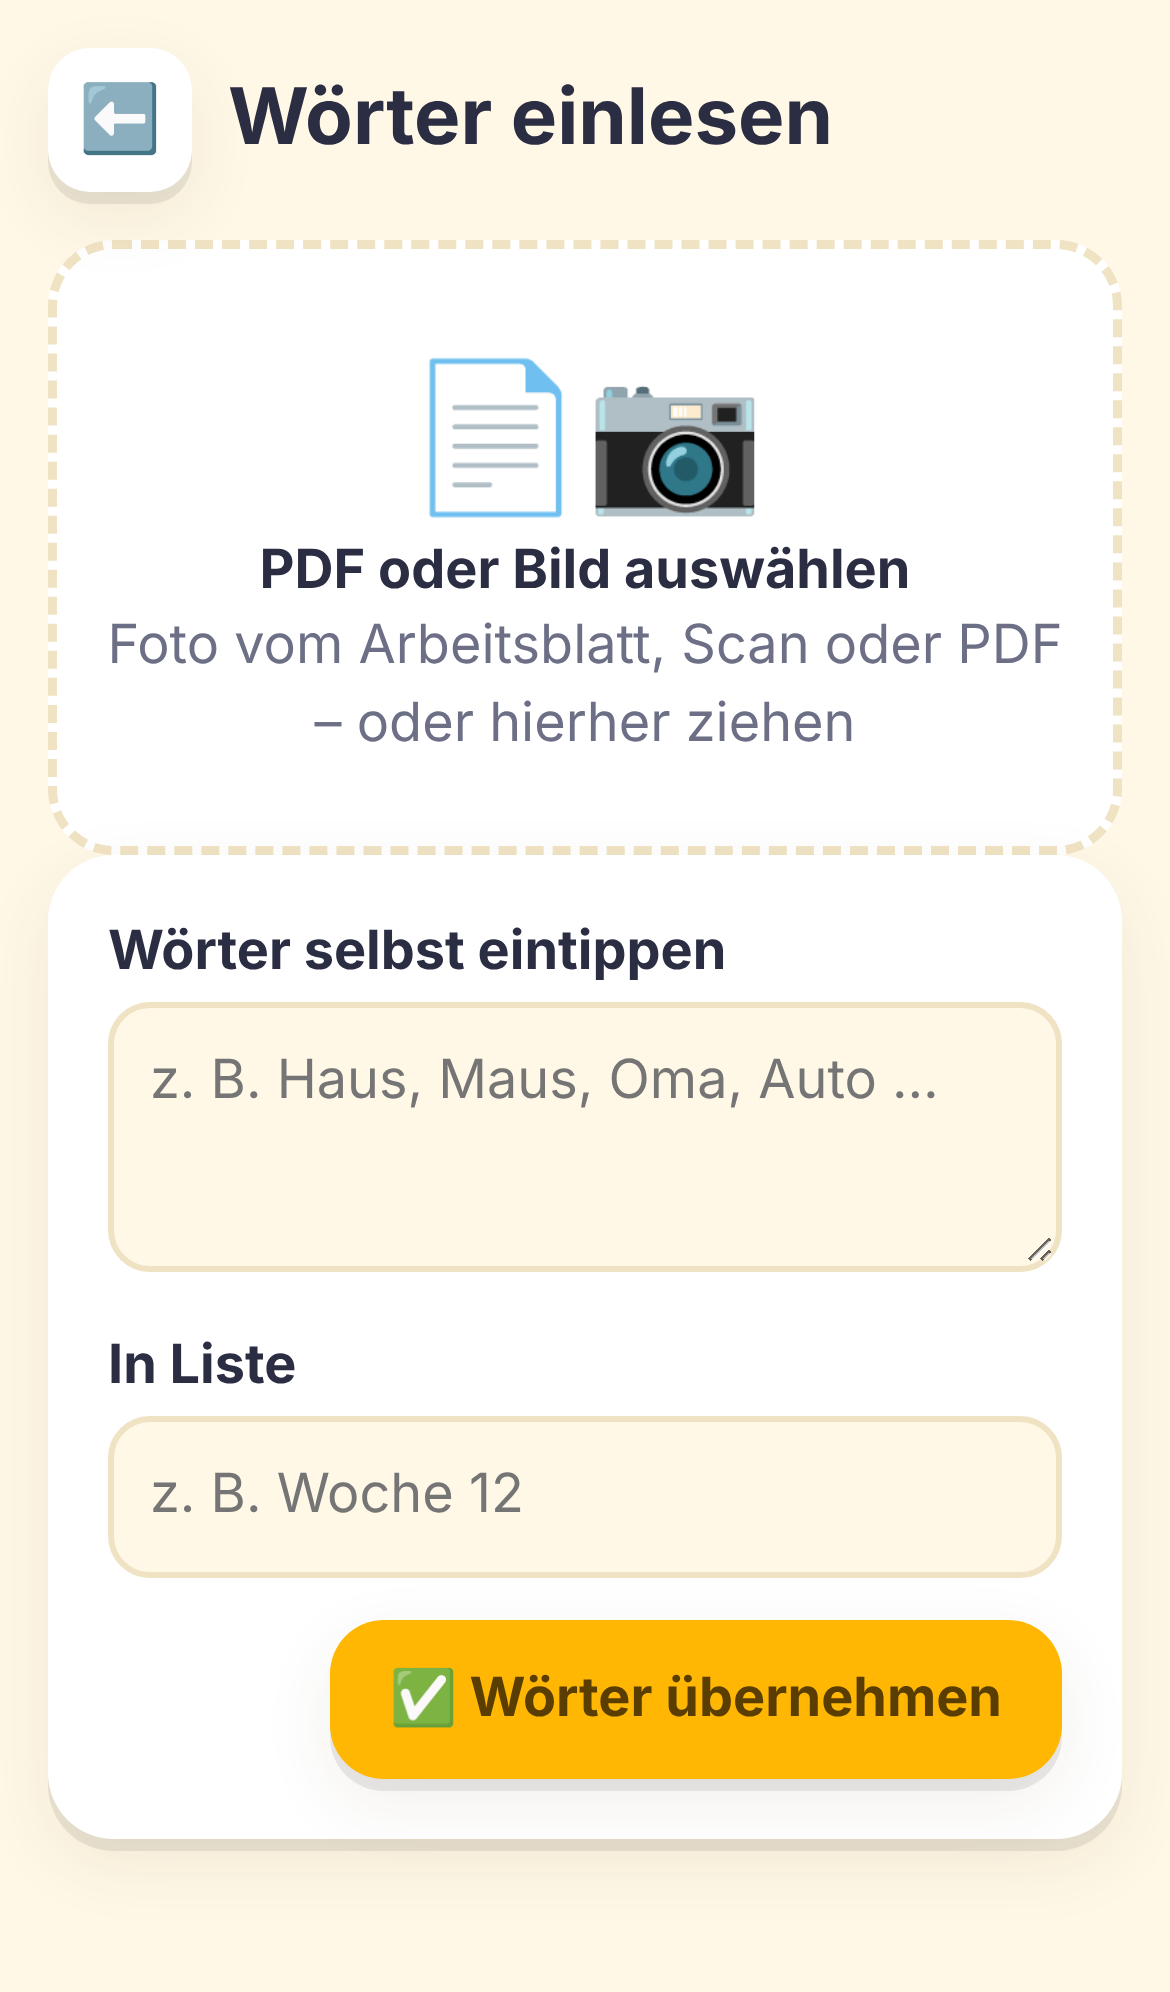 Wörter einlesen
PDF oder Bild auswählen
Foto vom Arbeitsblatt, Scan oder PDF
– oder hierher ziehen
Wörter selbst eintippen
z. B. Haus, Maus, Oma, Auto ...
In Liste
z. B. Woche 12
✅ Wörter übernehmen